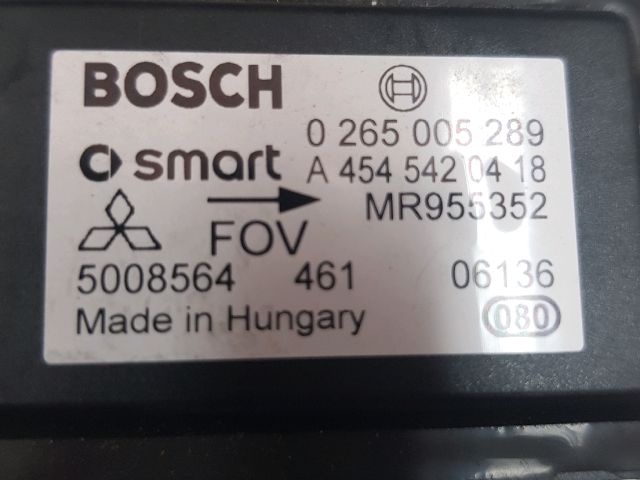 BOSCH
0 265 005 289
smart A 454 542 04 18
MR955352
FOV
5008564 461 06136
Made in Hungary 080